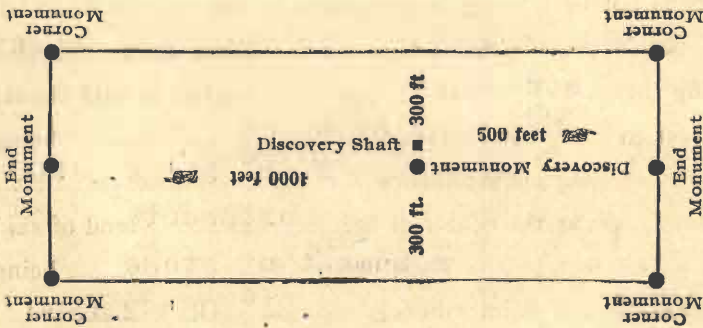 Corner
Monument
Corner
Monument
300 ft
500 feet
Discovery Shaft
End
Monument
Discovery Monument
End
Monument
1000 feet
300 ft.
Corner
Monument
Corner
Monument